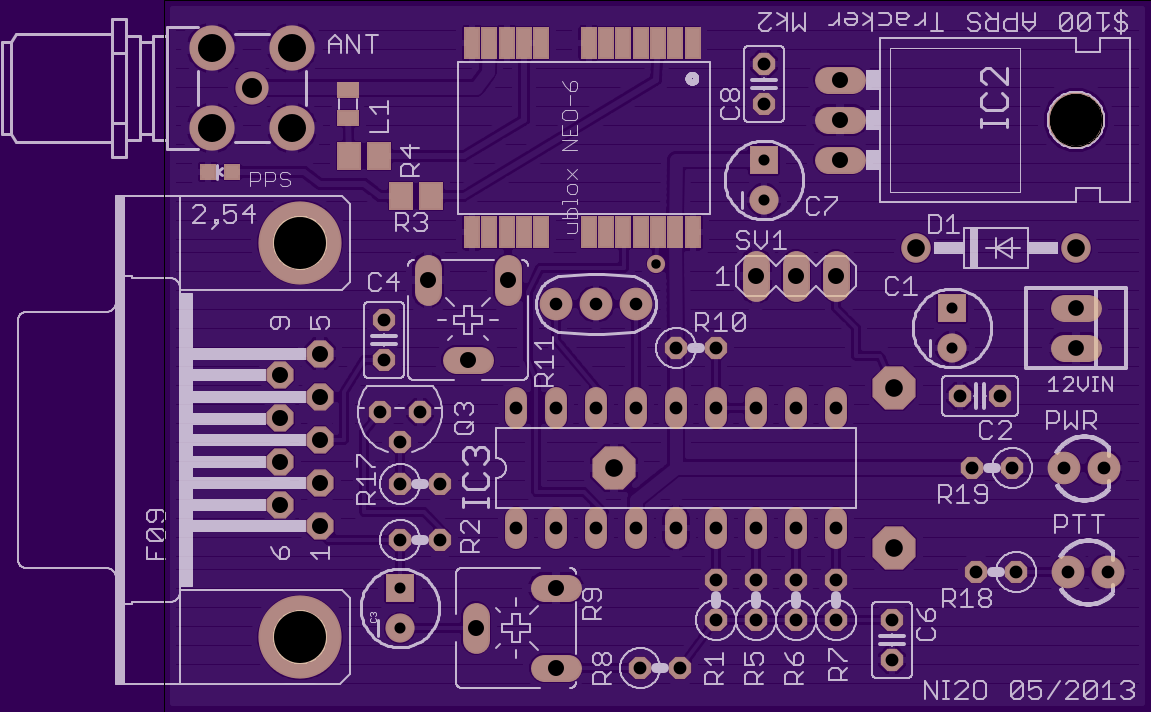 $100 APRS Tracker Mk2
ANT
L1
R4
PPS
R3
2,54
ublox NEO-6
C8
IC2
C7
SV1
1
D1
C1
12VIN
C4
9
5
R11
R10
C2
PWR
Q3
R17
IC3
R19
F09
6
1
R2
PTT
R18
C3
R9
R8
R1
R5
R6
R7
C6
NI2O 05/2013